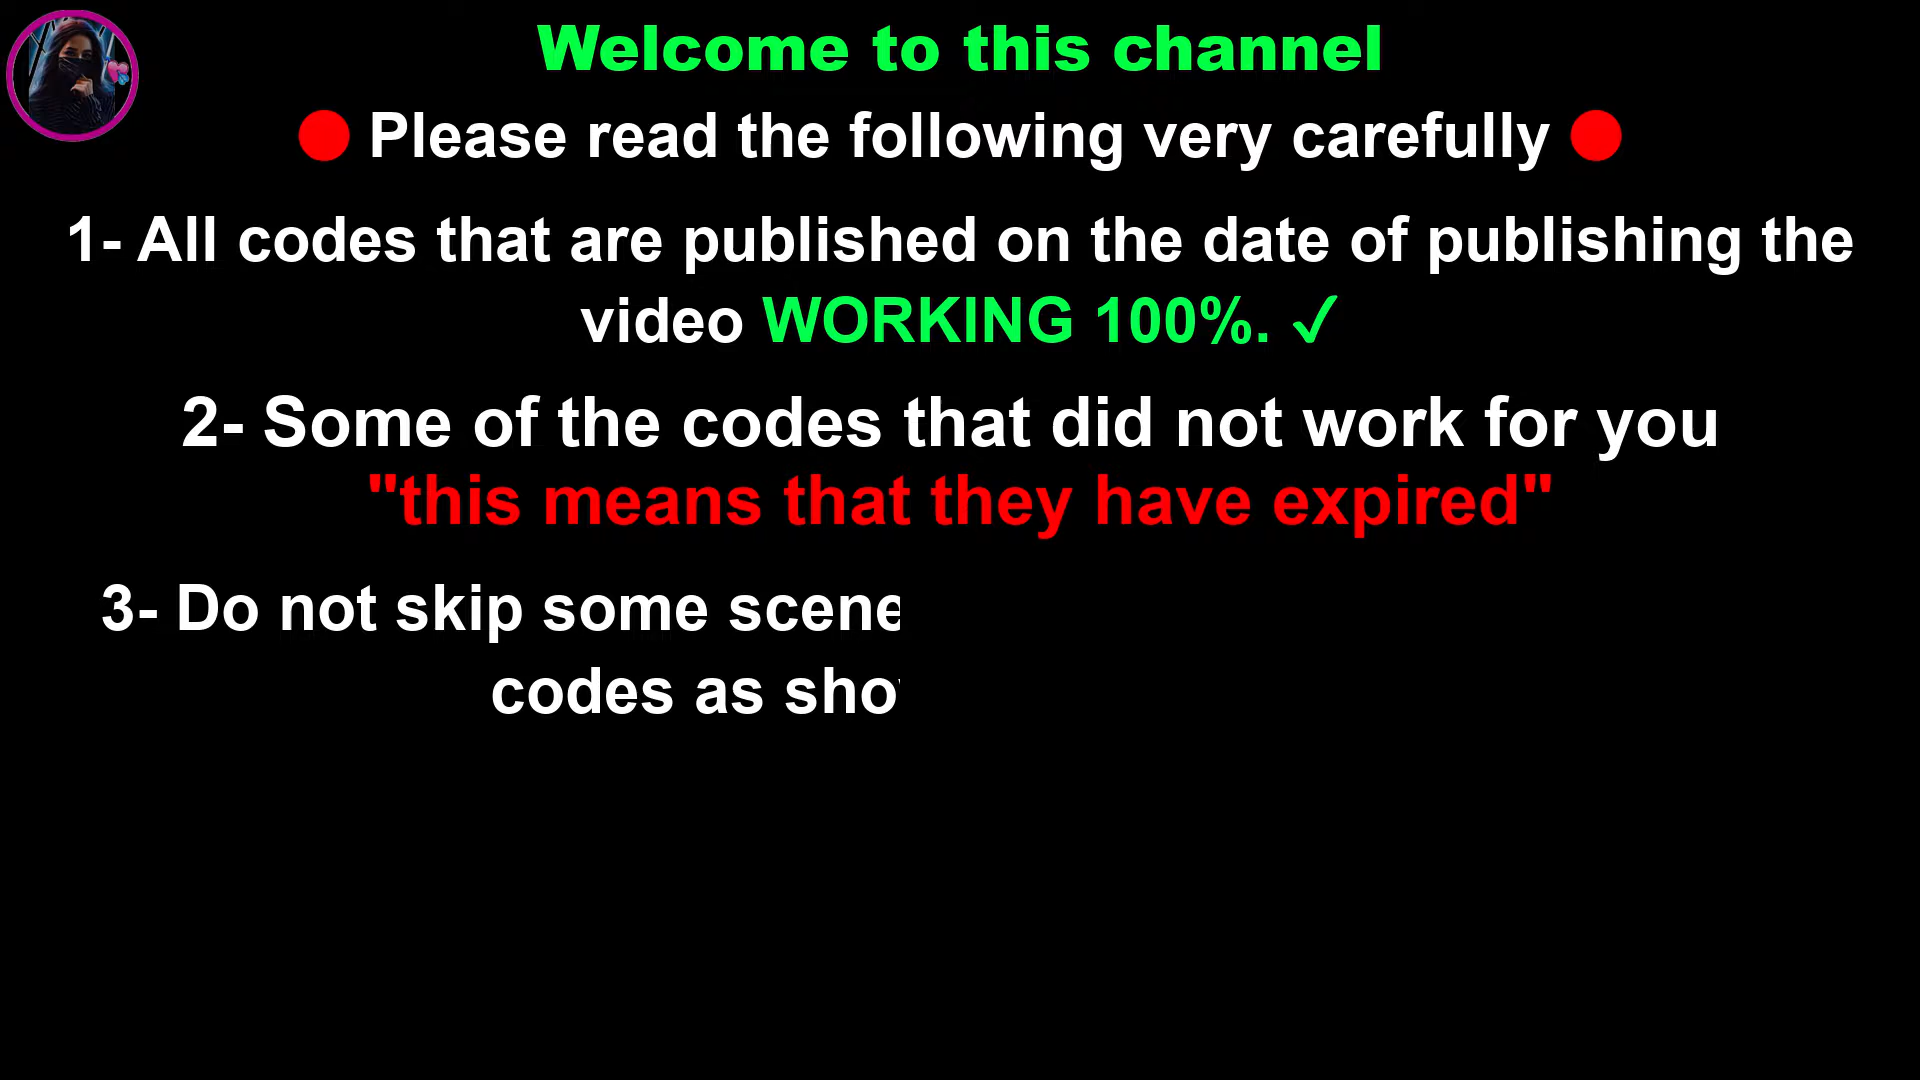 Welcome to this channel
🔴 Please read the following very carefully 🔴
1- All codes that are published on the date of publishing the
video WORKING 100%. ✓
2- Some of the codes that did not work for you
"this means that they have expired"
3- Do not skip some scene
codes as